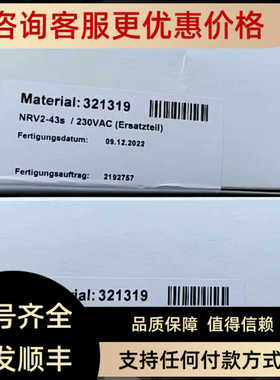 咨询客服更优惠价格
Material:321319
NRV2-43s / 230VAC (Ersatzteil)
Fertigungsdatum: 09.12.2022
Fertigungsauftrag: 2192757
Material:321319
号齐全
品质保障 值得信赖
发顺丰
支持任何付款方式